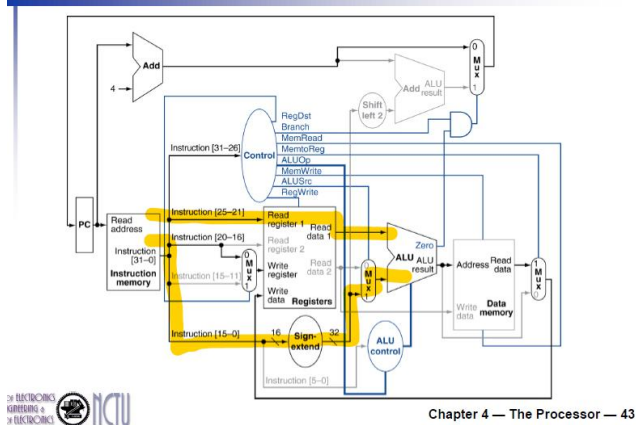 0
M
u
x
1
Add
4
Add ALU
result
Shift
left 2
RegDst
Branch
MemRead
MemtoReg
ALUOp
MemWrite
ALUSrc
RegWrite
Instruction [31–26]
Control
PC
Read
address
Instruction
[31–0]
Instruction
memory
Instruction [25–21]
Instruction [20–16]
Instruction [15–11]
0
M
u
x
1
Read
register 1
Read
data 1
Read
register 2
Write
register
Read
data 2
Write
data
Registers
0
M
u
x
1
Zero
ALU
ALU
result
Address
Read
data
Write
data
Data
memory
1
M
u
x
0
Instruction [15–0]
16
Sign-
extend
32
ALU
control
Instruction [5–0]
OF ELECTRONICS
NCTU
Chapter 4 — The Processor — 43